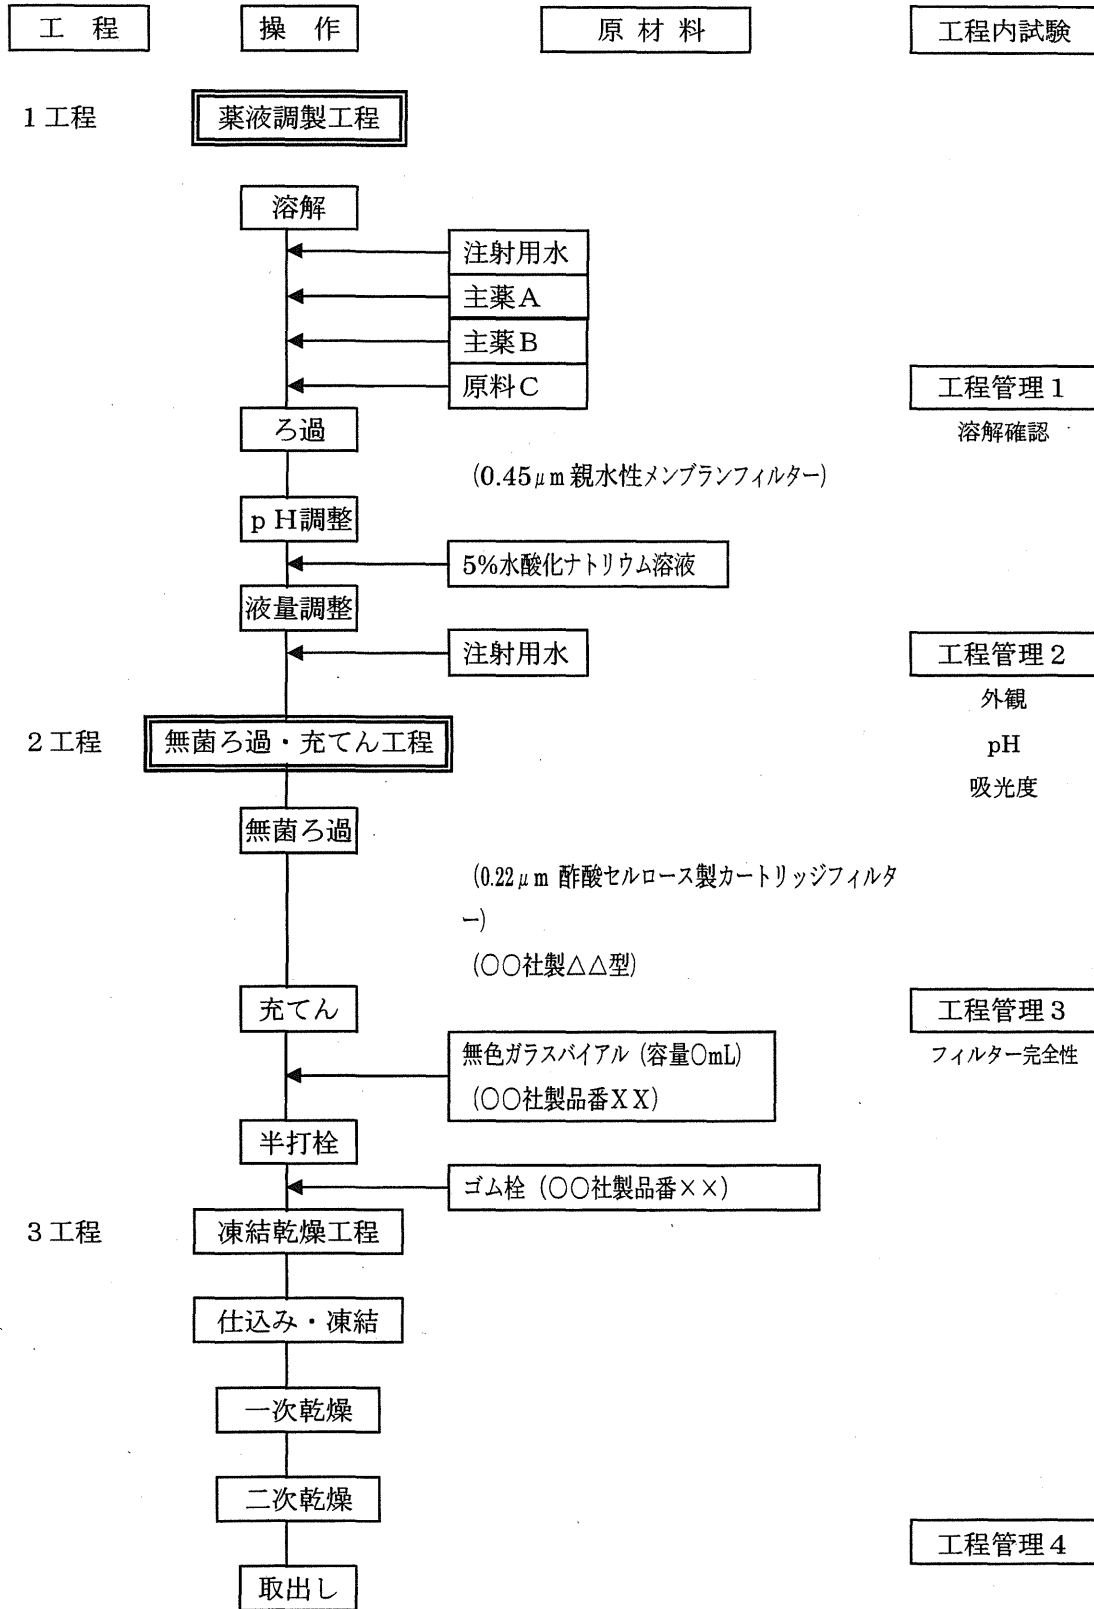 工程 操作 原材料 工程内試験
1工程 薬液調製工程
溶解
注射用水
主薬A
主薬B
原料C 工程管理1
ろ過 溶解確認
(0.45μm親水性メンブランフィルター)
pH調整
5%水酸化ナトリウム溶液
液量調整
注射用水 工程管理2
外観
2工程 無菌ろ過・充てん工程 pH
吸光度
無菌ろ過
(0.22μm 酢酸セルロース製カートリッジフィルタ
ー)
(○○社製△△型)
充てん 工程管理3
無色ガラスバイアル(容量○mL) フィルター完全性
(○○社製品番XX)
半打栓
ゴム栓(○○社製品番××)
3工程 凍結乾燥工程
仕込み・凍結
一次乾燥
二次乾燥
工程管理4
取出し